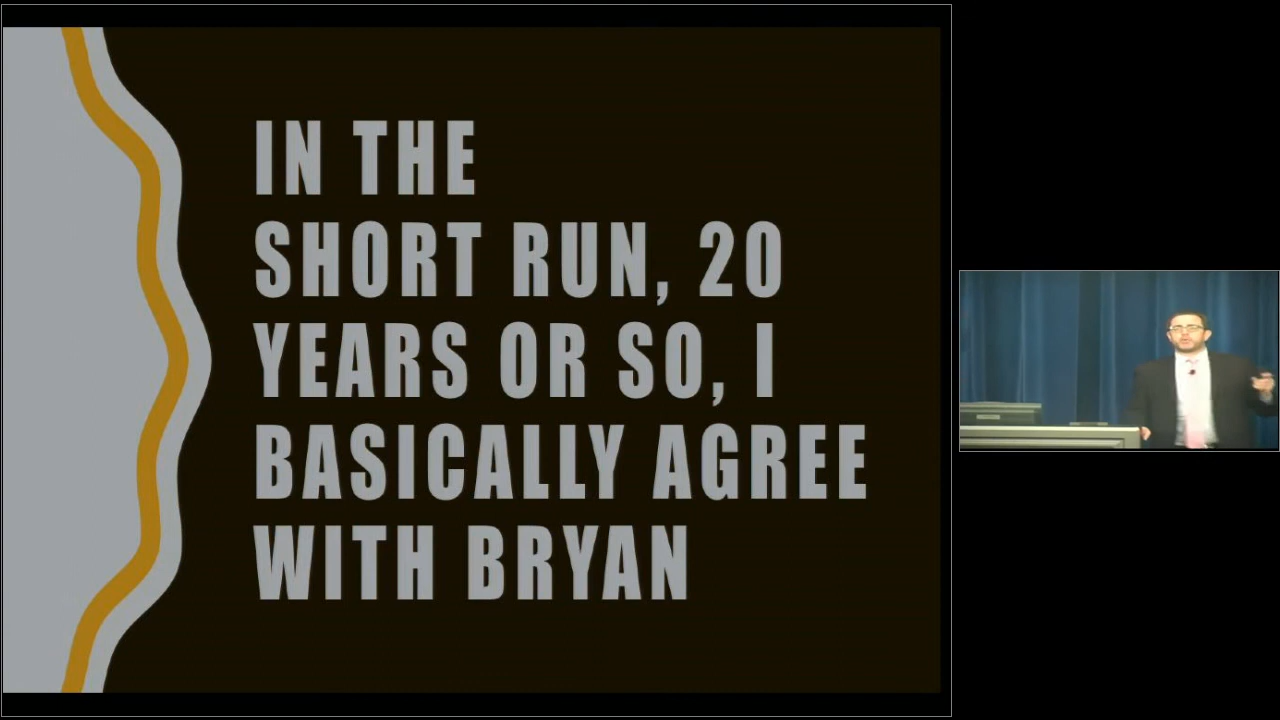 IN THE
SHORT RUN, 20
YEARS OR SO, I
BASICALLY AGREE
WITH BRYAN